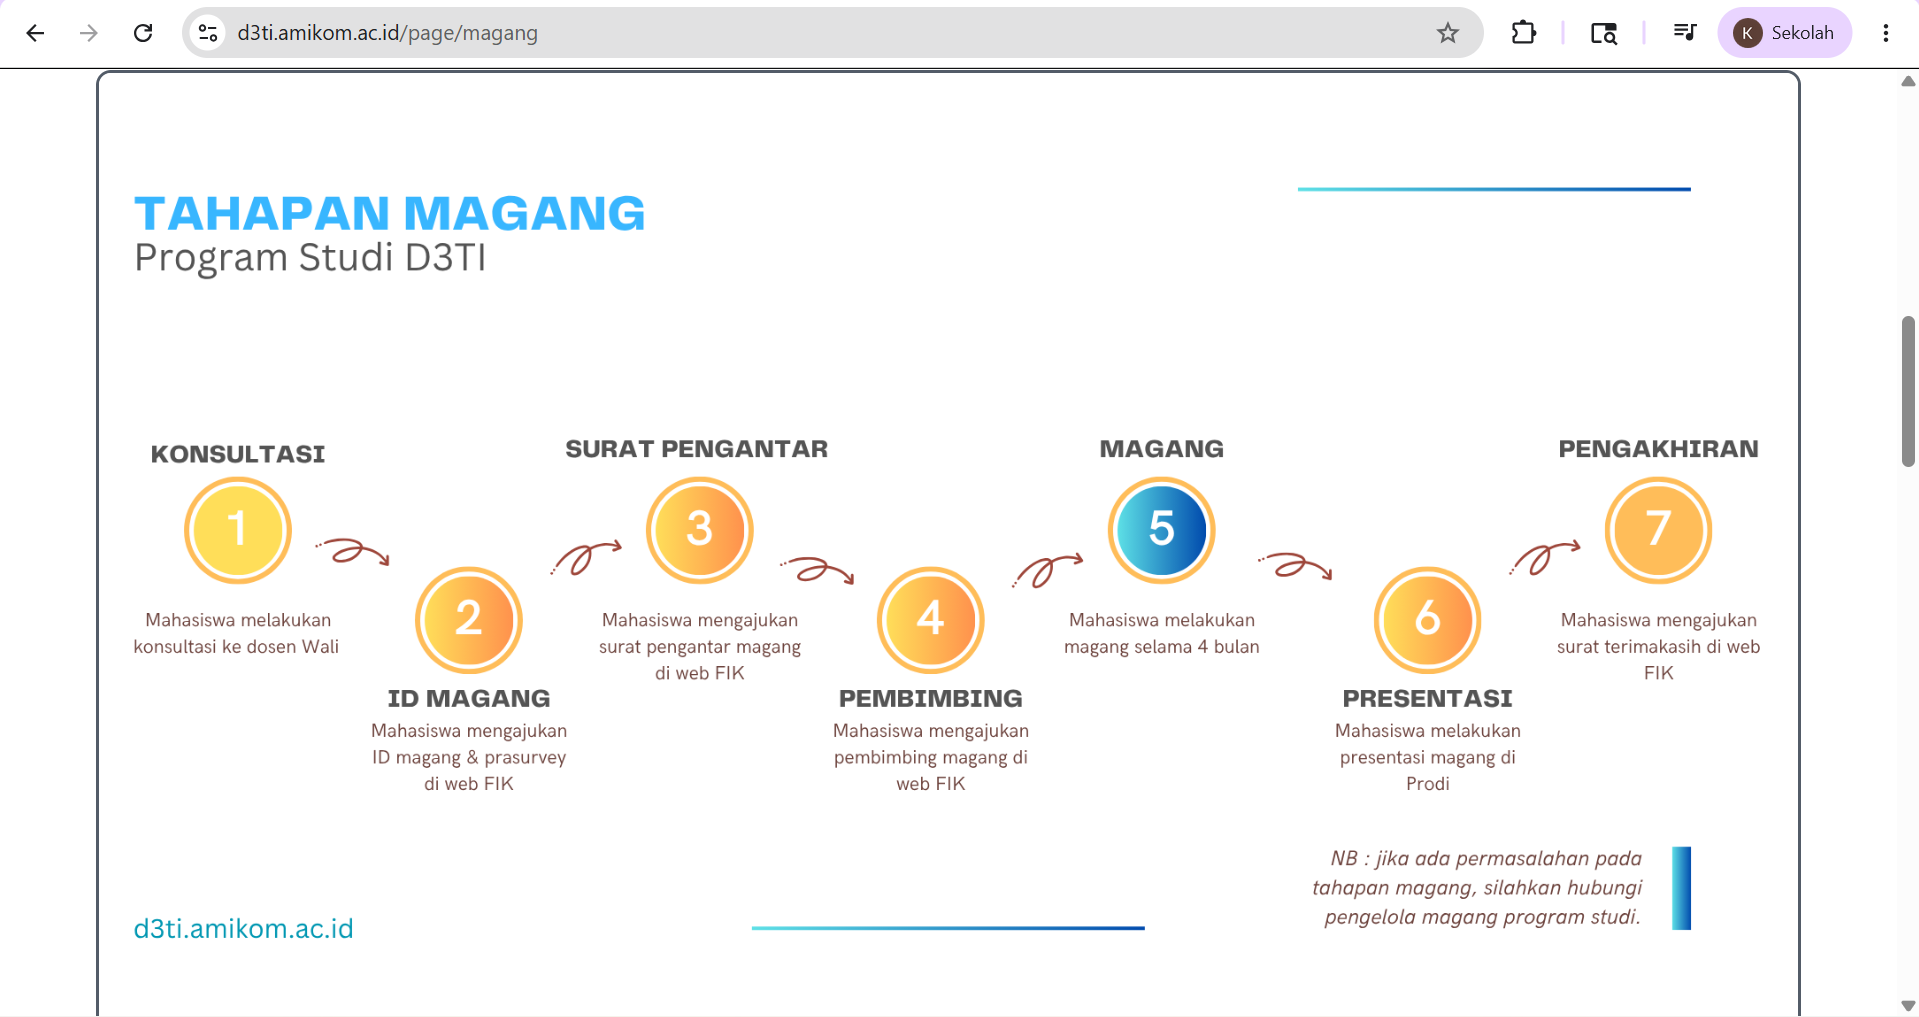 d3ti.amikom.ac.id/page/magang
K Sekolah
TAHAPAN MAGANG
Program Studi D3TI
KONSULTASI
1
Mahasiswa melakukan
konsultasi ke dosen Wali
2
ID MAGANG
Mahasiswa mengajukan
ID magang & prasurvey
di web FIK
SURAT PENGANTAR
3
Mahasiswa mengajukan
surat pengantar magang
di web FIK
4
PEMBIMBING
Mahasiswa mengajukan
pembimbing magang di
web FIK
MAGANG
5
Mahasiswa melakukan
magang selama 4 bulan
6
PRESENTASI
Mahasiswa melakukan
presentasi magang di
Prodi
PENGAKHIRAN
7
Mahasiswa mengajukan
surat terimakasih di web
FIK
NB : jika ada permasalahan pada
tahapan magang, silahkan hubungi
pengelola magang program studi.
d3ti.amikom.ac.id